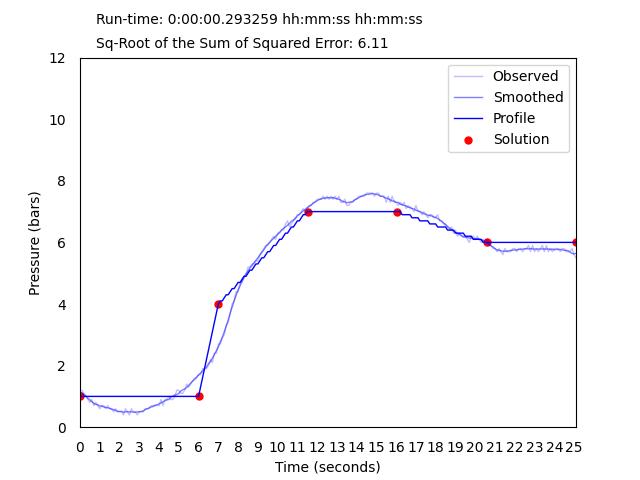 Run-time: 0:00:00.293259 hh:mm:ss hh:mm:ss
Sq-Root of the Sum of Squared Error: 6.11
12
10
8
6
4
2
0
Pressure (bars)
Observed
Smoothed
Profile
Solution
0 1 2 3 4 5 6 7 8 9 10 11 12 13 14 15 16 17 18 19 20 21 22 23 24 25
Time (seconds)